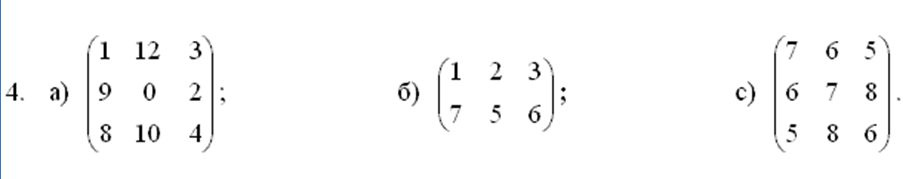 4. а) (1 12 3; 9 0 2; 8 10 4);
б) (1 2 3; 7 5 6);
с) (7 6 5; 6 7 8; 5 8 6).